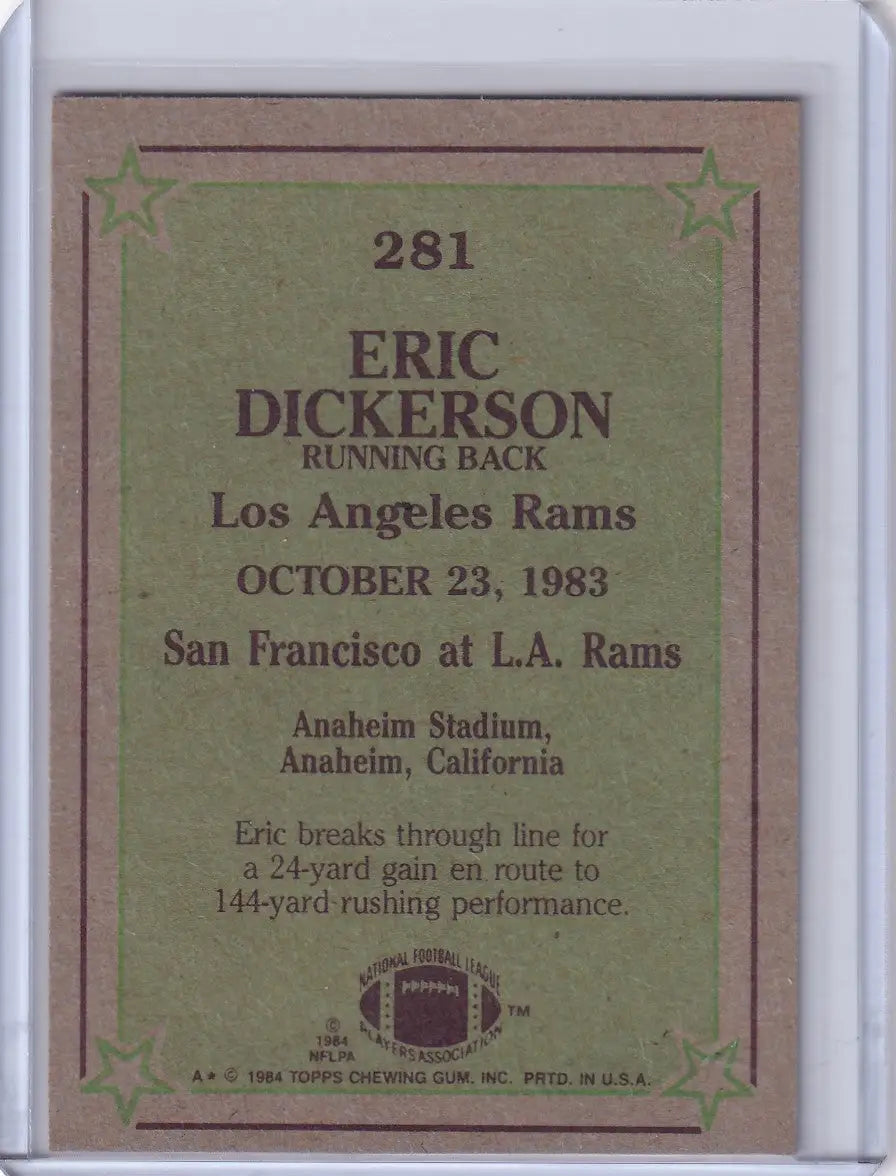 281
ERIC
DICKERSON
RUNNING BACK
Los Angeles Rams
OCTOBER 23, 1983
San Francisco at L.A. Rams
Anaheim Stadium,
Anaheim, California
Eric breaks through line for
a 24-yard gain en route to
144-yard rushing performance.
NATIONAL FOOTBALL LEAGUE
PLAYERS ASSOCIATION
TM
©
1984
NFLPA
A* © 1984 TOPPS CHEWING GUM. INC. PRTD. IN U.S.A.